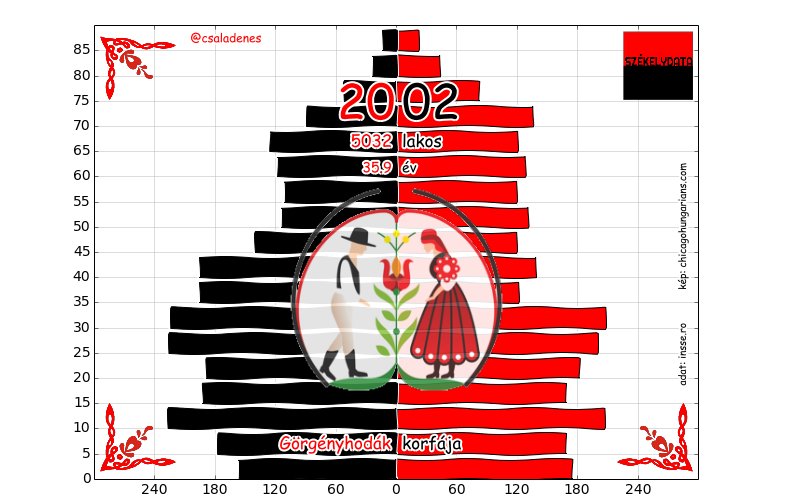 @csaladenes
SZÉKELYDATA
2002
5032 lakos
35.9 év
kép: chicagohungarians.com
adat: insse.ro
Görgényhodák korfája
85
80
75
70
65
60
55
50
45
40
35
30
25
20
15
10
5
0
240 180 120 60 0 60 120 180 240